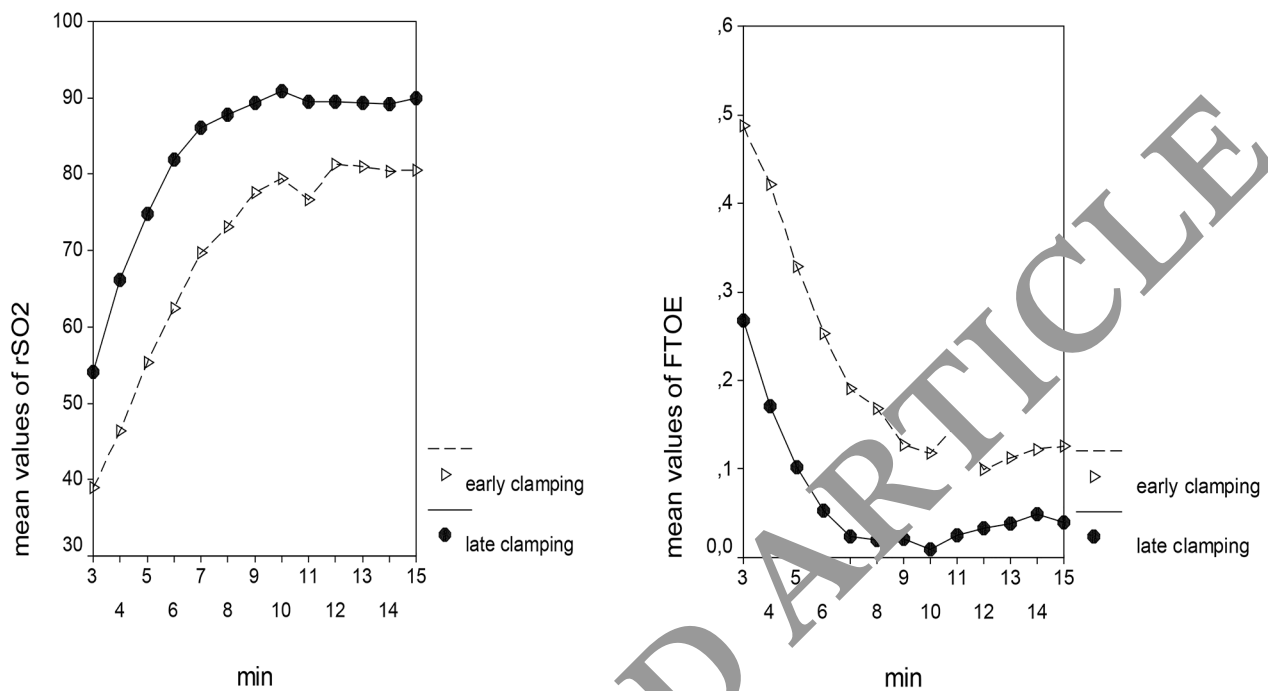 100
90
80
70
60
50
40
30
mean values of rSO2
3 5 7 9 11 13 15
4 6 8 10 12 14
min
early clamping
late clamping
,6
,5
,4
,3
,2
,1
0,0
mean values of FTOE
3 5 9 11 13 15
4 6 8 10 12 14
min
early clamping
late clamping
D ARTICLE